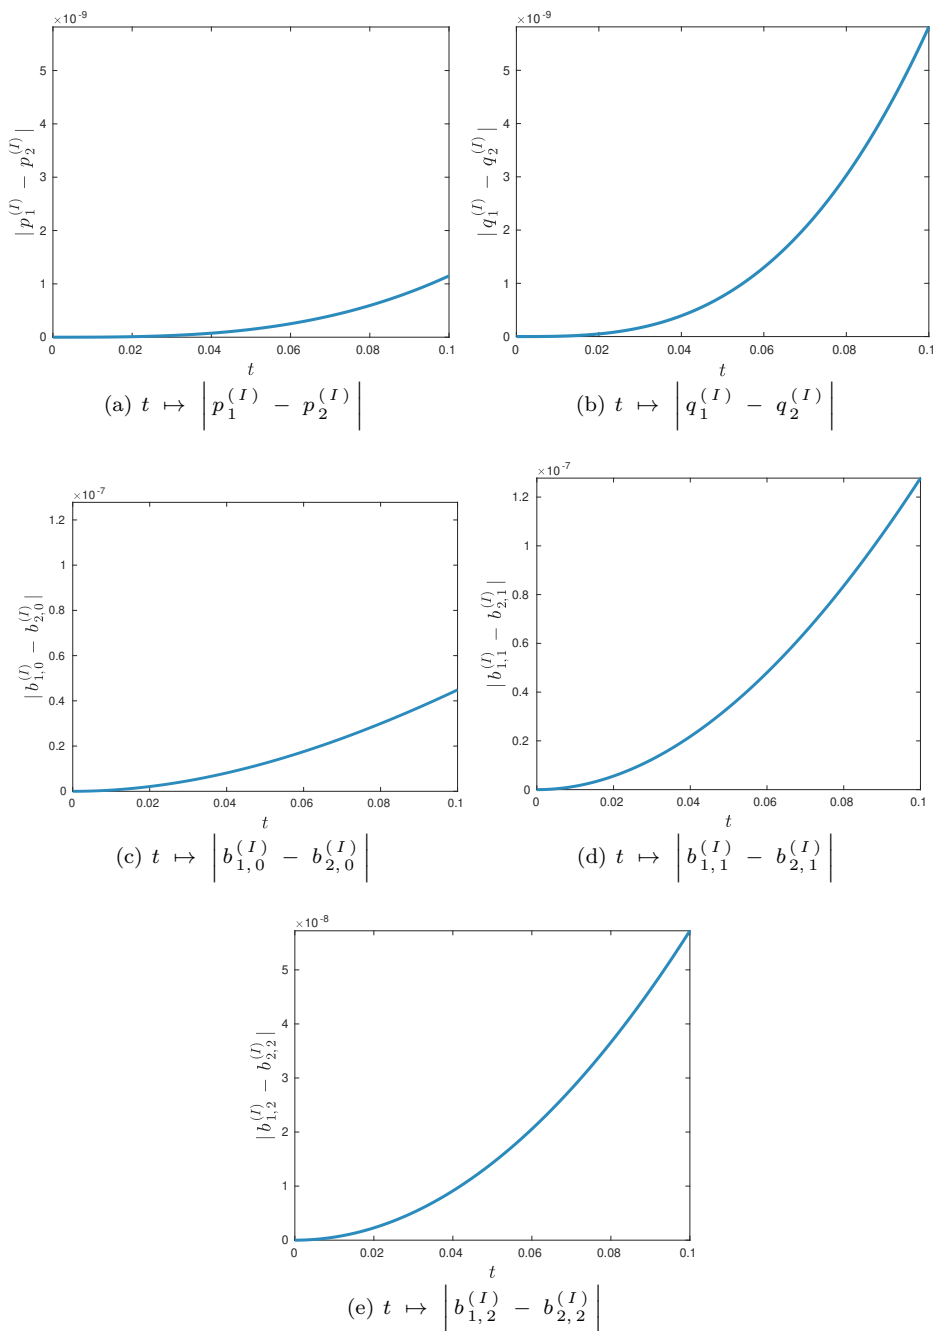 ×10⁻⁹
5
4
3
2
1
0
0 0.02 0.04 0.06 0.08 0.1
t
|p₁^(I) − p₂^(I)|
(a) t ↦ |p₁^(I) − p₂^(I)|
×10⁻⁹
5
4
3
2
1
0
0 0.02 0.04 0.06 0.08 0.1
t
|q₁^(I) − q₂^(I)|
(b) t ↦ |q₁^(I) − q₂^(I)|
×10⁻⁷
1.2
1
0.8
0.6
0.4
0.2
0
0 0.02 0.04 0.06 0.08 0.1
t
|b₁,₀^(I) − b₂,₀^(I)|
(c) t ↦ |b₁,₀^(I) − b₂,₀^(I)|
×10⁻⁷
1.2
1
0.8
0.6
0.4
0.2
0
0 0.02 0.04 0.06 0.08 0.1
t
|b₁,₁^(I) − b₂,₁^(I)|
(d) t ↦ |b₁,₁^(I) − b₂,₁^(I)|
×10⁻⁸
5
4
3
2
1
0
0 0.02 0.04 0.06 0.08 0.1
t
|b₁,₂^(I) − b₂,₂^(I)|
(e) t ↦ |b₁,₂^(I) − b₂,₂^(I)|